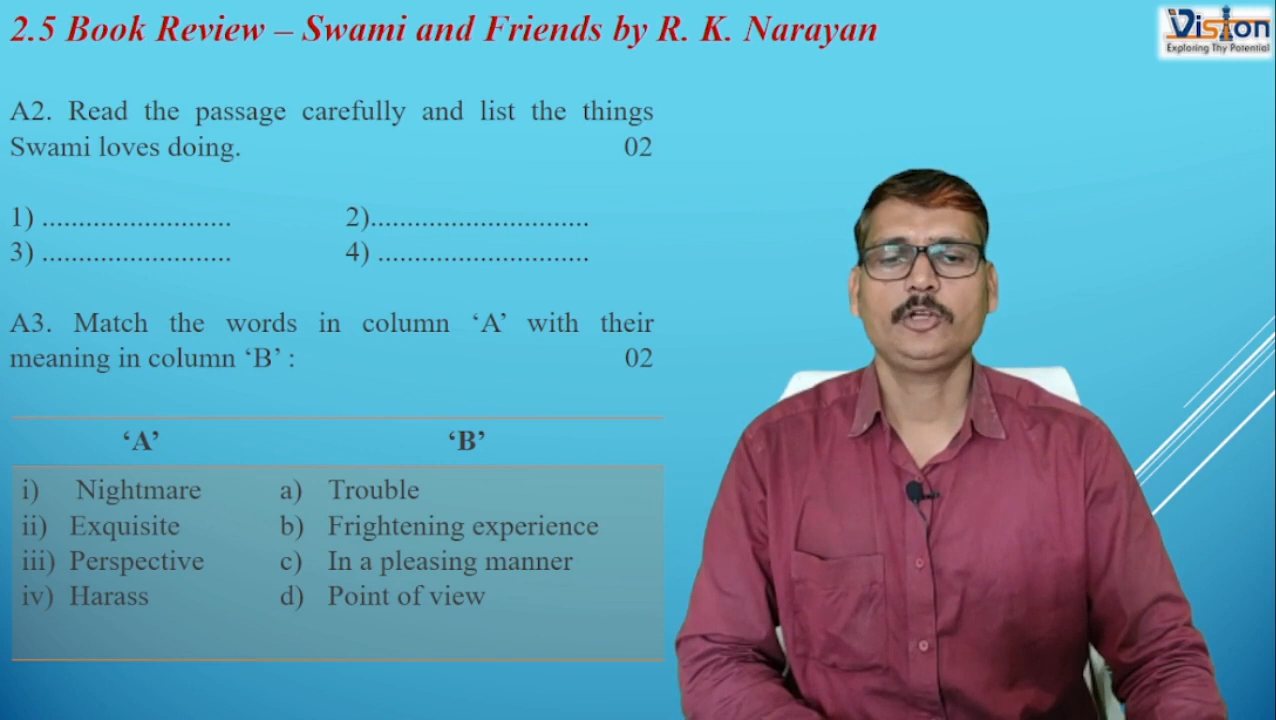 2.5 Book Review – Swami and Friends by R. K. Narayan
Vision
Exploring Thy Potential
A2. Read the passage carefully and list the things
Swami loves doing. 02
1) .......................... 2).............................
3) .......................... 4) .............................
A3. Match the words in column ‘A’ with their
meaning in column ‘B’ : 02
‘A’ ‘B’
i) Nightmare a) Trouble
ii) Exquisite b) Frightening experience
iii) Perspective c) In a pleasing manner
iv) Harass d) Point of view